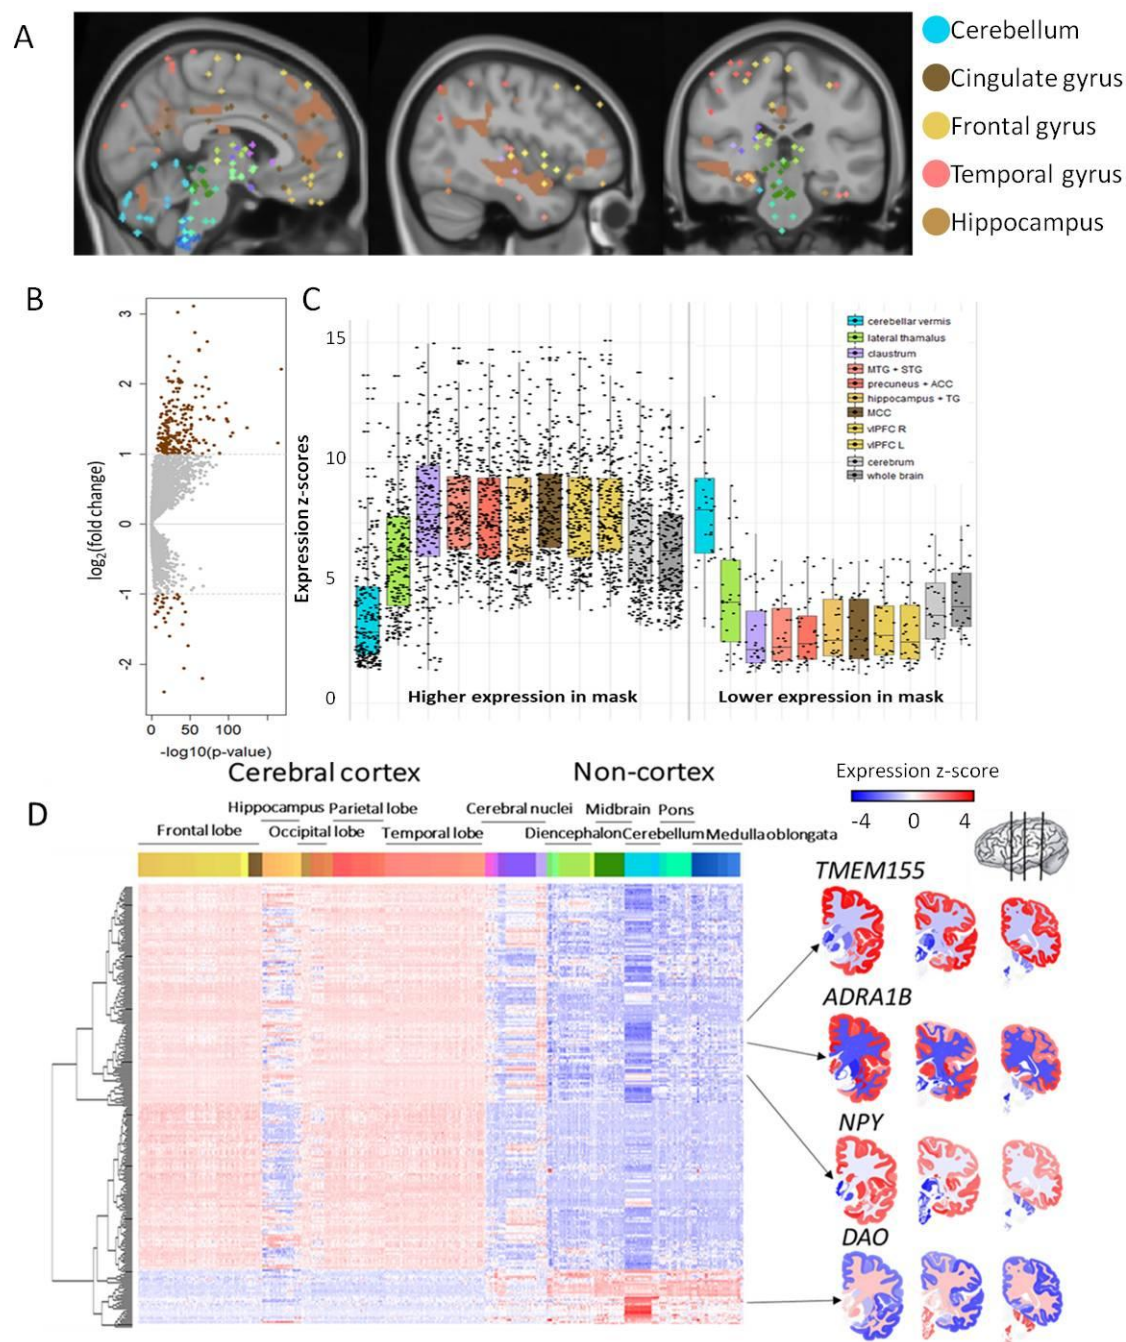 A
Cerebellum
Cingulate gyrus
Frontal gyrus
Temporal gyrus
Hippocampus
B
log2(fold change)
3
2
1
0
-1
-2
0 50 100
-log10(p-value)
C
Expression z-scores
15
10
5
0
cerebellar vermis
lateral thalamus
claustrum
MTG + STG
precuneus + ACC
hippocampus + TG
MCC
vlPFC R
vlPFC L
cerebrum
whole brain
Higher expression in mask
Lower expression in mask
D
Cerebral cortex
Non-cortex
Hippocampus Parietal lobe
Cerebral nuclei Midbrain Pons
Frontal lobe Occipital lobe Temporal lobe
Diencephalon Cerebellum Medulla oblongata
Expression z-score
-4 0 4
TMEM155
ADRA1B
NPY
DAO